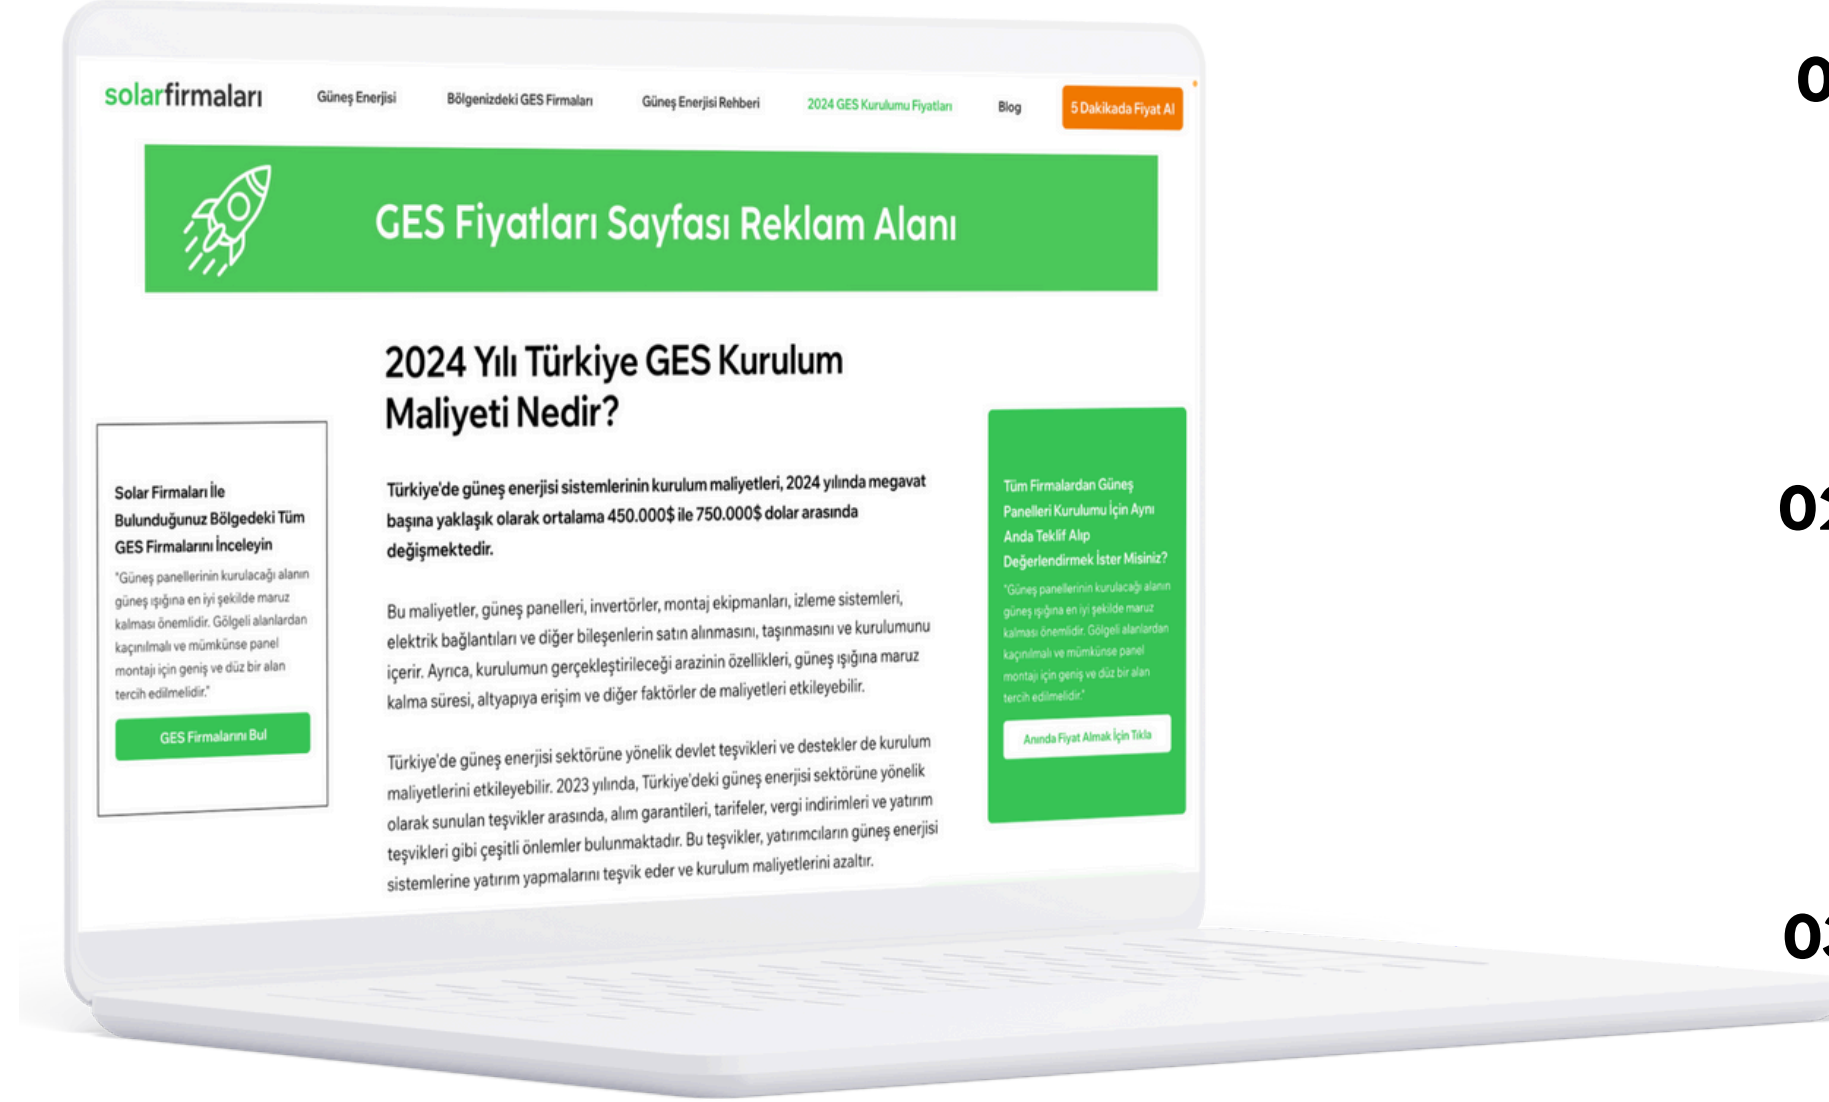 solarfirmaları
Güneş Enerjisi
Bölgenizdeki GES Firmaları
Güneş Enerjisi Rehberi
2024 GES Kurulumu Fiyatları
Blog
5 Dakikada Fiyat Al
GES Fiyatları Sayfası Reklam Alanı
2024 Yılı Türkiye GES Kurulum
Maliyeti Nedir?
Türkiye'de güneş enerjisi sistemlerinin kurulum maliyetleri, 2024 yılında megavat
başına yaklaşık olarak ortalama 450.000$ ile 750.000$ dolar arasında
değişmektedir.
Bu maliyetler, güneş panelleri, invertörler, montaj ekipmanları, izleme sistemleri,
elektrik bağlantıları ve diğer bileşenlerin satın alınmasını, taşınmasını ve kurulumunu
içerir. Ayrıca, kurulumun gerçekleştirileceği arazinin özellikleri, güneş ışığına maruz
kalma süresi, altyapıya erişim ve diğer faktörler de maliyetleri etkileyebilir.
Türkiye'de güneş enerjisi sektörüne yönelik devlet teşvikleri ve destekler de kurulum
maliyetlerini etkileyebilir. 2023 yılında, Türkiye'deki güneş enerjisi sektörüne yönelik
olarak sunulan teşvikler arasında, alım garantileri, tarifeler, vergi indirimleri ve yatırım
teşvikleri gibi çeşitli önlemler bulunmaktadır. Bu teşvikler, yatırımcıların güneş enerjisi
sistemlerine yatırım yapmalarını teşvik eder ve kurulum maliyetlerini azaltır.
Solar Firmaları İle
Bulunduğunuz Bölgedeki Tüm
GES Firmalarını İnceleyin
"Güneş panellerinin kurulacağı alanın
güneş ışığına en iyi şekilde maruz
kalması önemlidir. Gölgeli alanlardan
kaçınılmalı ve mümkünse panel
montajı için geniş ve düz bir alan
tercih edilmelidir."
GES Firmalarını Bul
Tüm Firmalardan Güneş
Panelleri Kurulumu İçin Aynı
Anda Teklif Alıp
Değerlendirmek İster Misiniz?
"Güneş panellerinin kurulacağı alanın
güneş ışığına en iyi şekilde maruz
kalması önemlidir. Gölgeli alanlardan
kaçınılmalı ve mümkünse panel
montajı için geniş ve düz bir alan
tercih edilmelidir."
Anında Fiyat Almak İçin Tıkla
0
02
03